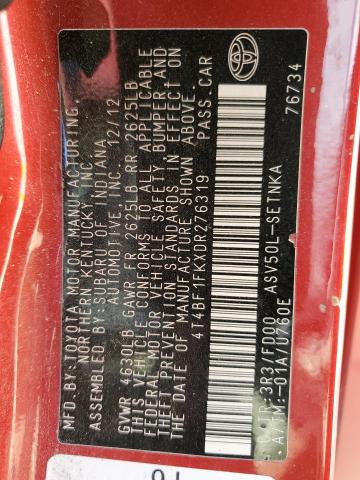 MFD.BY: TOYOTA MOTOR MANUFACTURING,
NORTHERN KENTUCKY, INC.
PLANT: SUBARU OF INDIANA
AUTOMOTIVE, INC. 12/12
GVWR 4630LB GAWR FR 2625LB RR 2625LB
THIS VEHICLE CONFORMS TO ALL APPLICABLE
FEDERAL MOTOR VEHICLE SAFETY, BUMPER, AND
THEFT PREVENTION STANDARDS IN EFFECT ON
THE DATE OF MANUFACTURE SHOWN ABOVE.
4T4BF1FKXDR276319 PASS.CAR
ASV50L-SETNKA
C/TR:3R3/FD00
A/TM:-01A/U760E 76734
TOYOTA